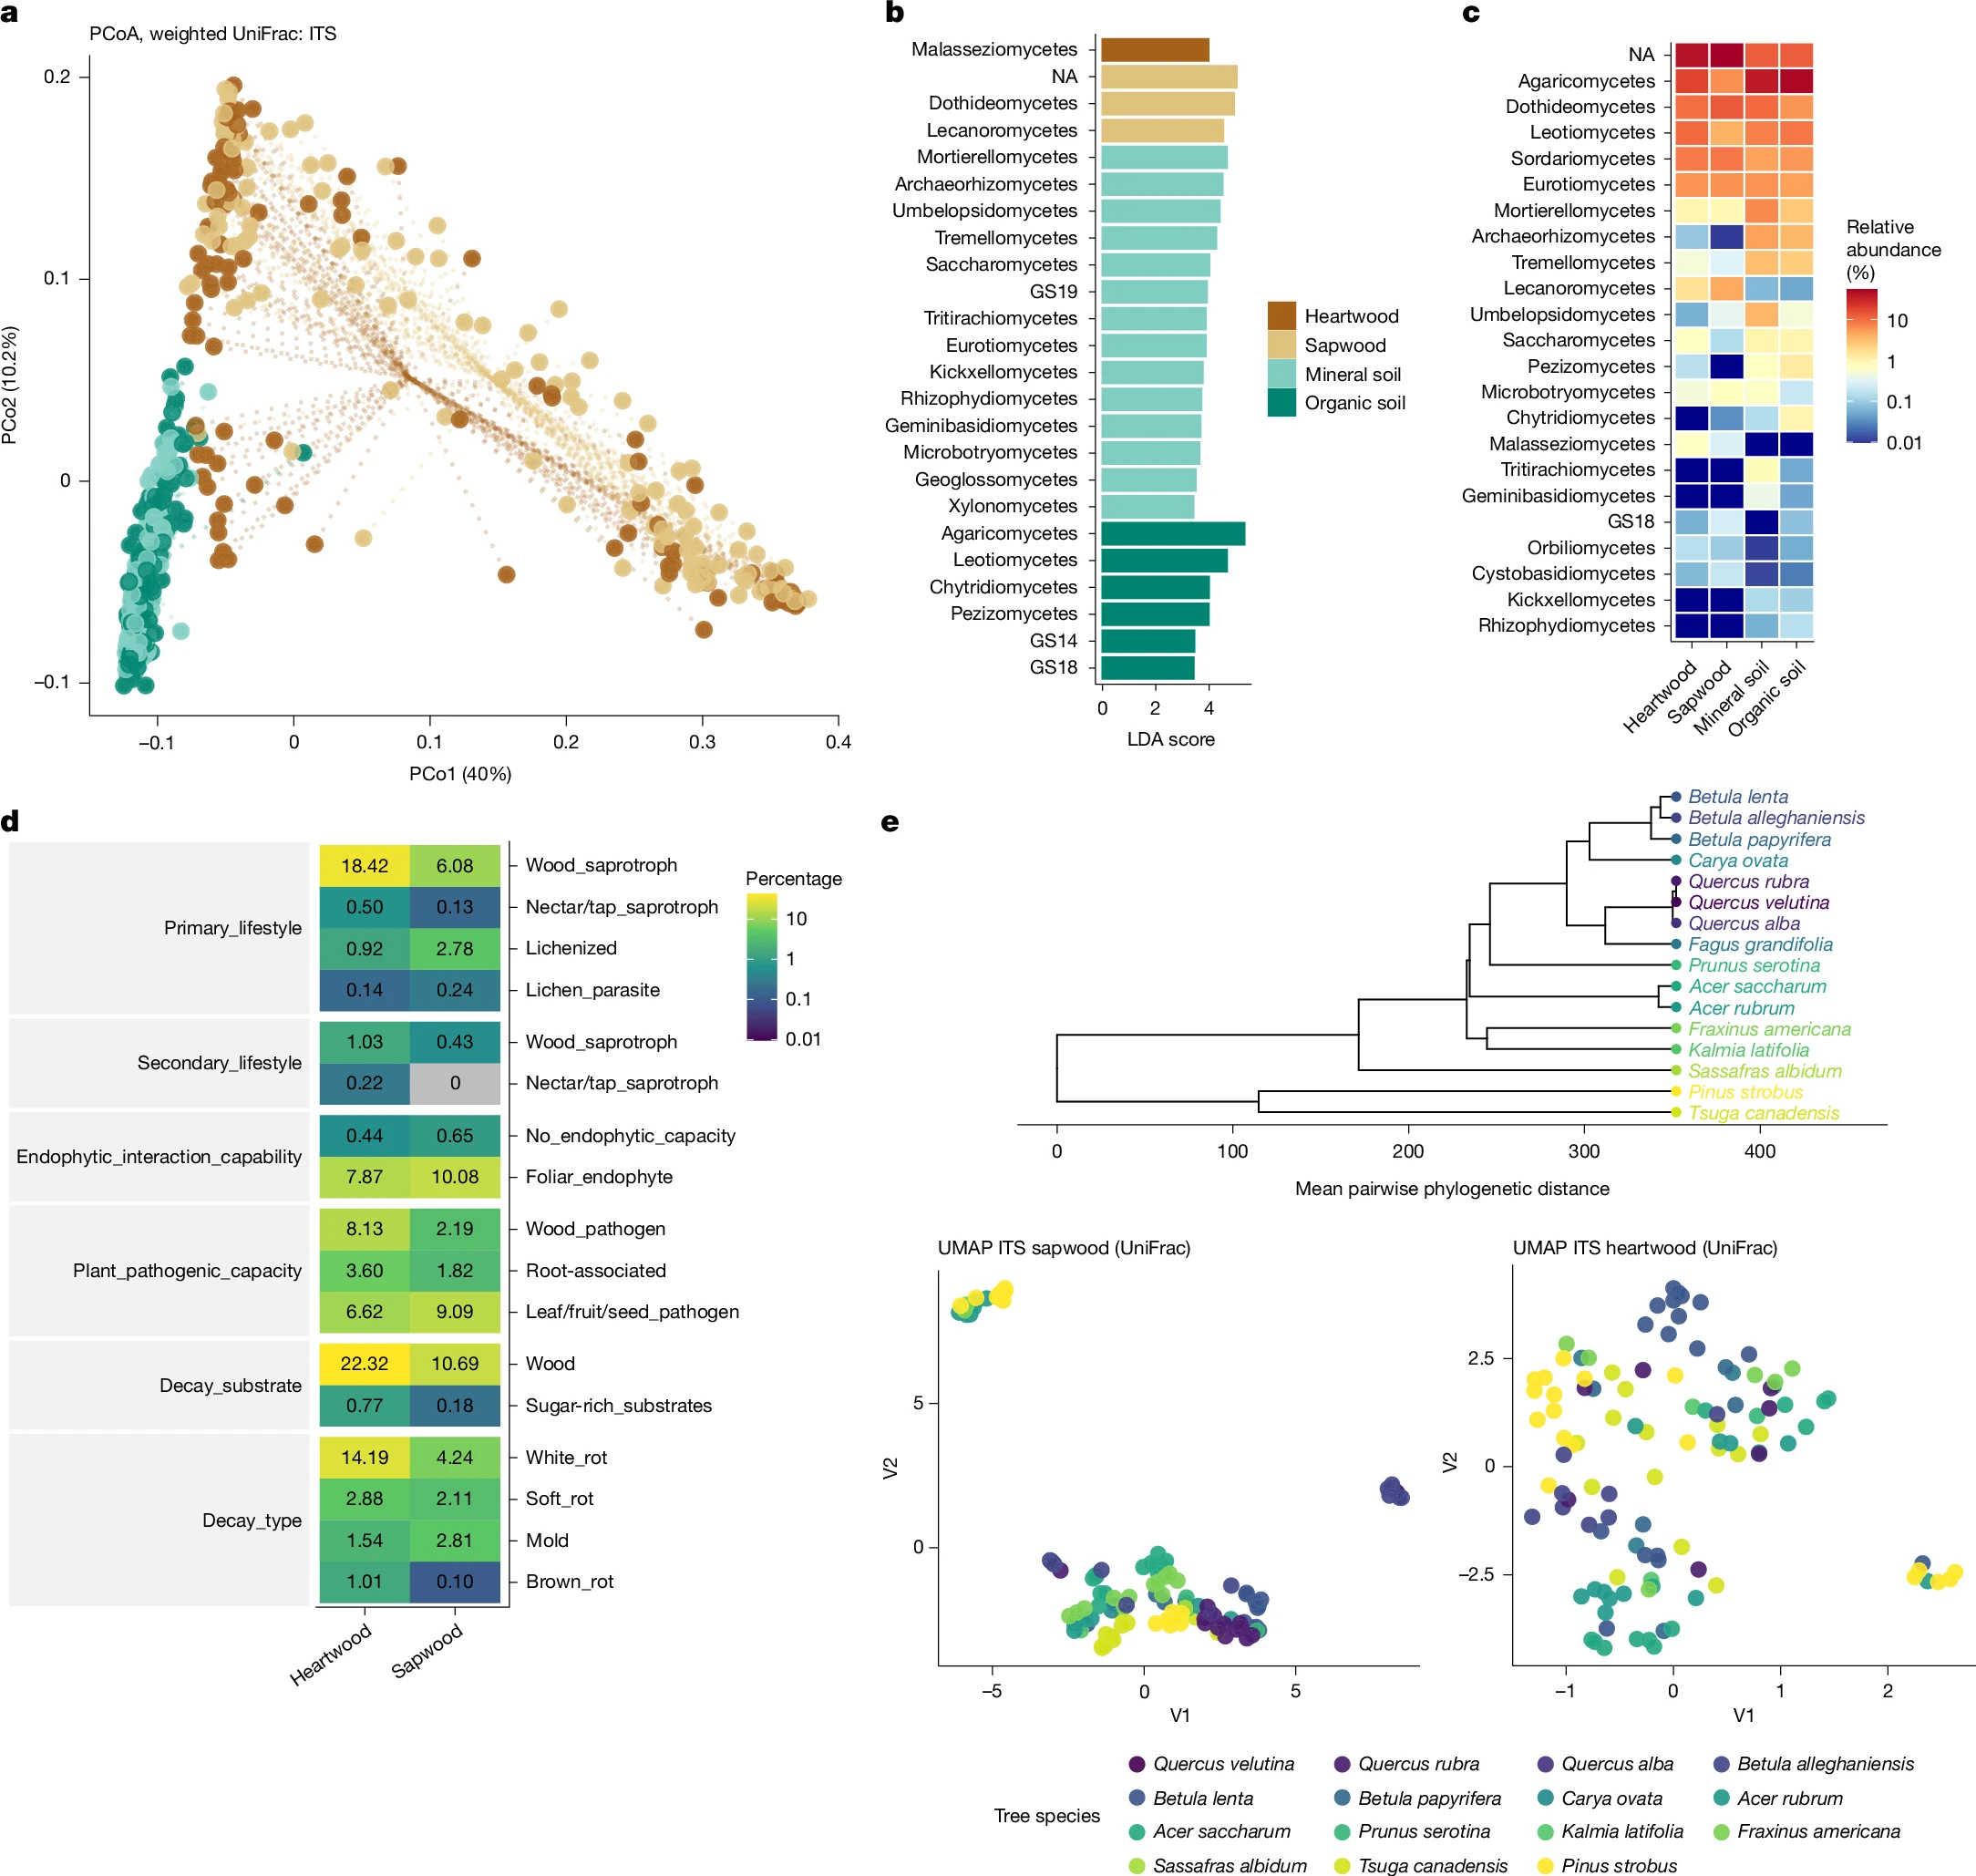 a
PCoA, weighted UniFrac: ITS
0.2
0.1
0
−0.1
PCo2 (10.2%)
−0.1
0
0.1
0.2
0.3
0.4
PCo1 (40%)
b
Malasseziomycetes
NA
Dothideomycetes
Lecanoromycetes
Mortierellomycetes
Archaeorhizomycetes
Umbelopsidomycetes
Tremellomycetes
Saccharomycetes
GS19
Tritirachiomycetes
Eurotiomycetes
Kickxellomycetes
Rhizophydiomycetes
Geminibasidiomycetes
Microbotryomycetes
Geoglossomycetes
Xylonomycetes
Agaricomycetes
Leotiomycetes
Chytridiomycetes
Pezizomycetes
GS14
GS18
0
2
4
LDA score
Heartwood
Sapwood
Mineral soil
Organic soil
c
NA
Agaricomycetes
Dothideomycetes
Leotiomycetes
Sordariomycetes
Eurotiomycetes
Mortierellomycetes
Archaeorhizomycetes
Tremellomycetes
Lecanoromycetes
Umbelopsidomycetes
Saccharomycetes
Pezizomycetes
Microbotryomycetes
Chytridiomycetes
Malasseziomycetes
Tritirachiomycetes
Geminibasidiomycetes
GS18
Orbiliomycetes
Cystobasidiomycetes
Kickxellomycetes
Rhizophydiomycetes
Heartwood
Sapwood
Mineral soil
Organic soil
Relative
abundance
(%)
10
1
0.1
0.01
d
Primary_lifestyle
18.42 6.08 Wood_saprotroph
0.50 0.13 Nectar/tap_saprotroph
0.92 2.78 Lichenized
0.14 0.24 Lichen_parasite
Secondary_lifestyle
1.03 0.43 Wood_saprotroph
0.22 0 Nectar/tap_saprotroph
Endophytic_interaction_capability
0.44 0.65 No_endophytic_capacity
7.87 10.08 Foliar_endophyte
Plant_pathogenic_capacity
8.13 2.19 Wood_pathogen
3.60 1.82 Root-associated
6.62 9.09 Leaf/fruit/seed_pathogen
Decay_substrate
22.32 10.69 Wood
0.77 0.18 Sugar-rich_substrates
Decay_type
14.19 4.24 White_rot
2.88 2.11 Soft_rot
1.54 2.81 Mold
1.01 0.10 Brown_rot
Heartwood
Sapwood
Percentage
10
1
0.1
0.01
e
Betula lenta
Betula alleghaniensis
Betula papyrifera
Carya ovata
Quercus rubra
Quercus velutina
Quercus alba
Fagus grandifolia
Prunus serotina
Acer saccharum
Acer rubrum
Fraxinus americana
Kalmia latifolia
Sassafras albidum
Pinus strobus
Tsuga canadensis
0
100
200
300
400
Mean pairwise phylogenetic distance
UMAP ITS sapwood (UniFrac)
5
0
V2
−5
0
5
V1
UMAP ITS heartwood (UniFrac)
2.5
0
−2.5
V2
−1
0
1
2
V1
Tree species
Quercus velutina Quercus rubra Quercus alba Betula alleghaniensis
Betula lenta Betula papyrifera Carya ovata Acer rubrum
Acer saccharum Prunus serotina Kalmia latifolia Fraxinus americana
Sassafras albidum Tsuga canadensis Pinus strobus